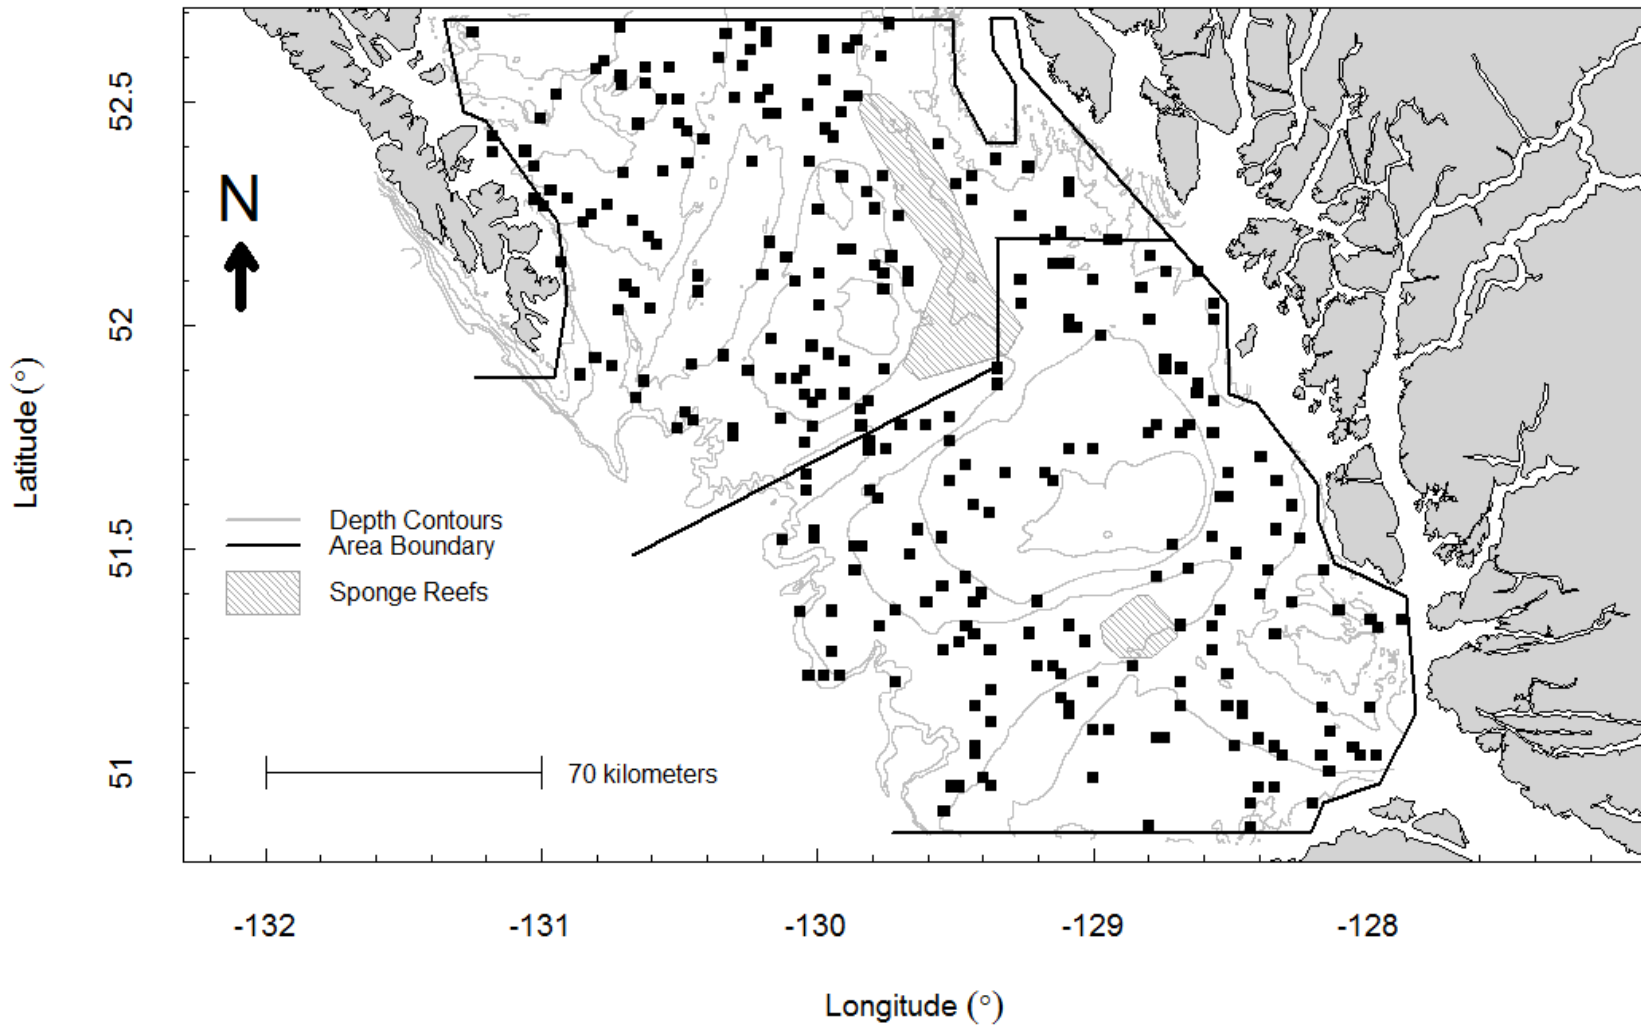 52.5
52
51.5
51
Latitude (°)
N
Depth Contours
Area Boundary
Sponge Reefs
70 kilometers
-132 -131 -130 -129 -128
Longitude (°)